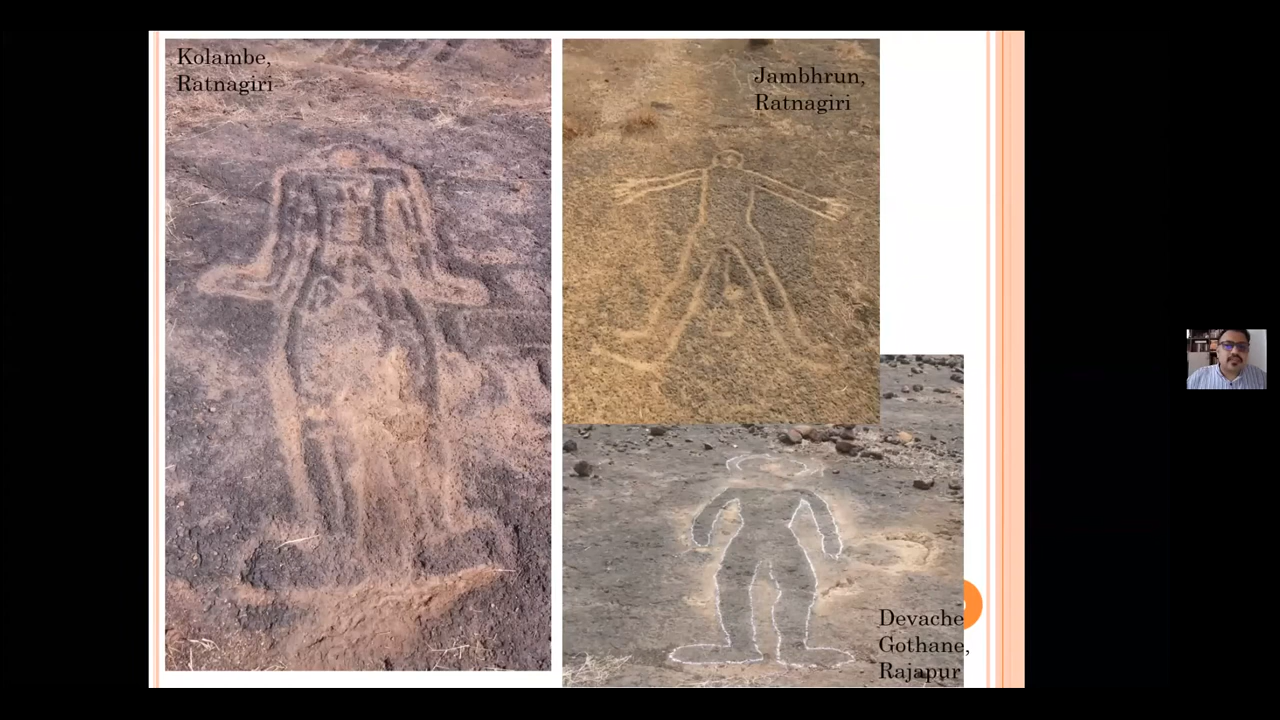 Kolambe,
Ratnagiri
Jambhrun,
Ratnagiri
Devache
Gothane,
Rajapur